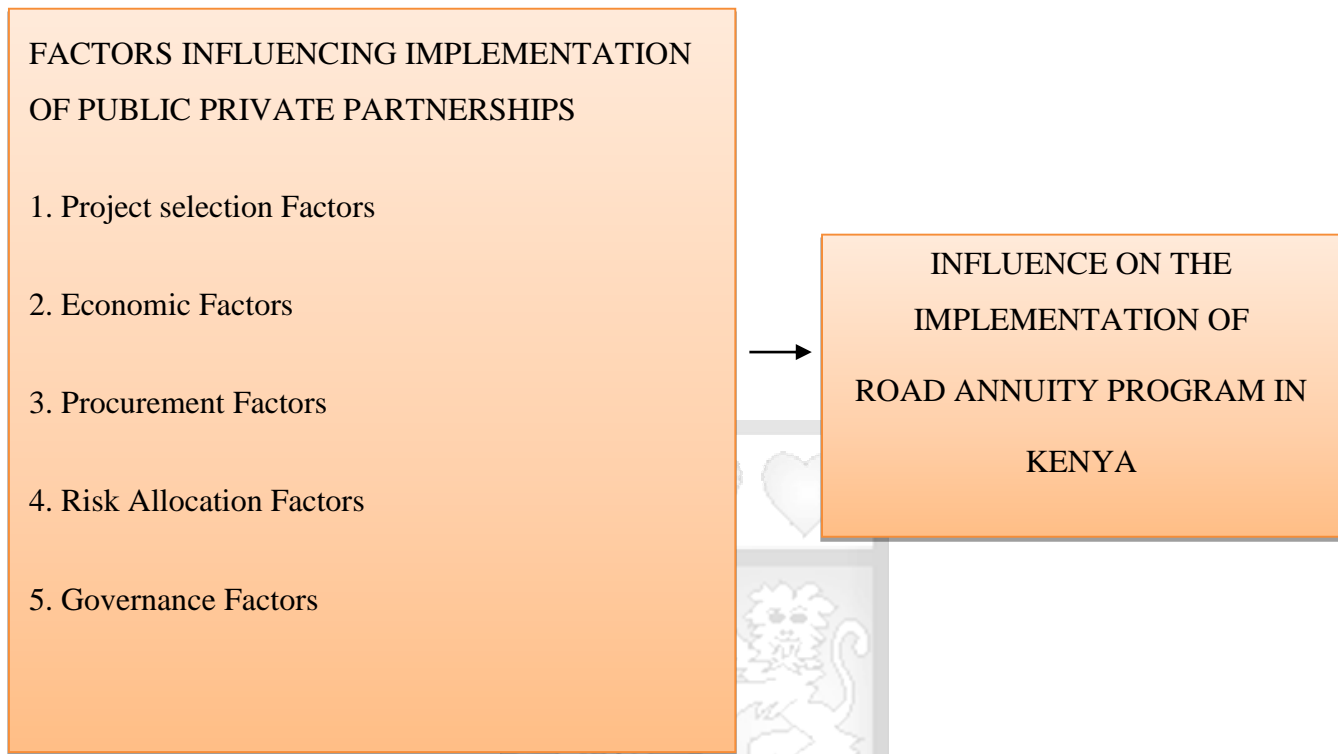 FACTORS INFLUENCING IMPLEMENTATION
OF PUBLIC PRIVATE PARTNERSHIPS
1. Project selection Factors
2. Economic Factors
3. Procurement Factors
4. Risk Allocation Factors
5. Governance Factors
INFLUENCE ON THE
IMPLEMENTATION OF
ROAD ANNUITY PROGRAM IN
KENYA